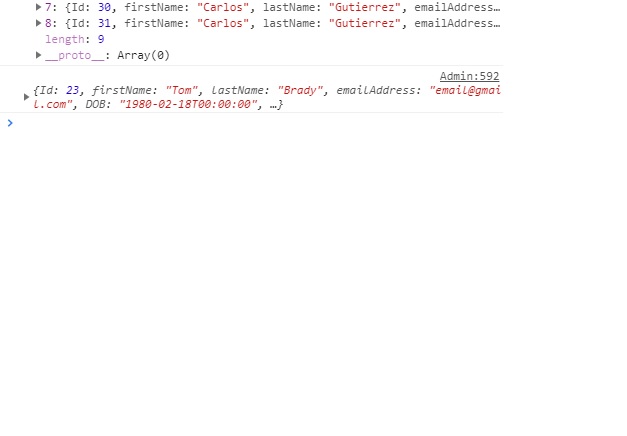 7: {Id: 30, firstName: "Carlos", lastName: "Gutierrez", emailAddress…
8: {Id: 31, firstName: "Carlos", lastName: "Gutierrez", emailAddress…
length: 9
__proto__: Array(0)
Admin:592
{Id: 23, firstName: "Tom", lastName: "Brady", emailAddress: "email@gmai
l.com", DOB: "1980-02-18T00:00:00", …}